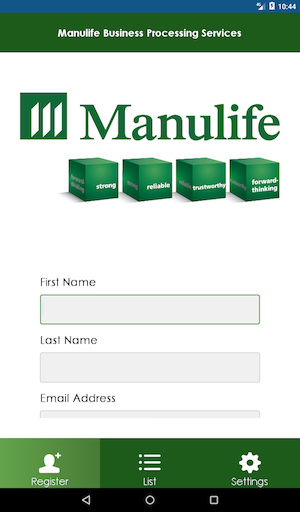 10:44
Manulife Business Processing Services
Manulife
strong
reliable
trustworthy
forward-
thinking
First Name
Last Name
Email Address
Register
List
Settings